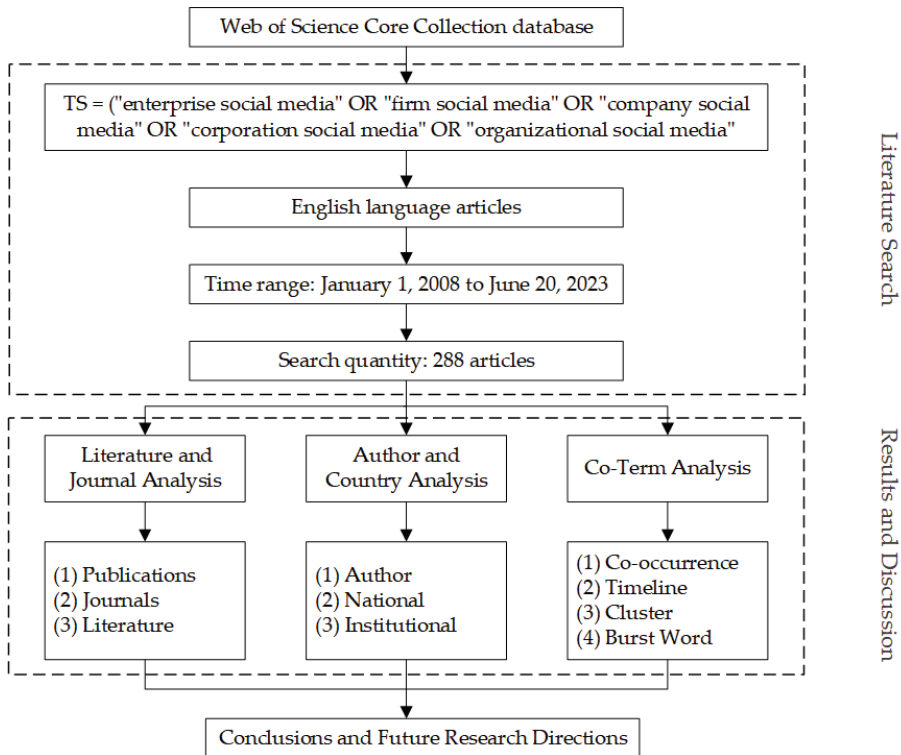 Web of Science Core Collection database
TS = ("enterprise social media" OR "firm social media" OR "company social
media" OR "corporation social media" OR "organizational social media"
English language articles
Time range: January 1, 2008 to June 20, 2023
Search quantity: 288 articles
Literature Search
Literature and
Journal Analysis
Author and
Country Analysis
Co-Term Analysis
(1) Publications
(2) Journals
(3) Literature
(1) Author
(2) National
(3) Institutional
(1) Co-occurrence
(2) Timeline
(3) Cluster
(4) Burst Word
Results and Discussion
Conclusions and Future Research Directions